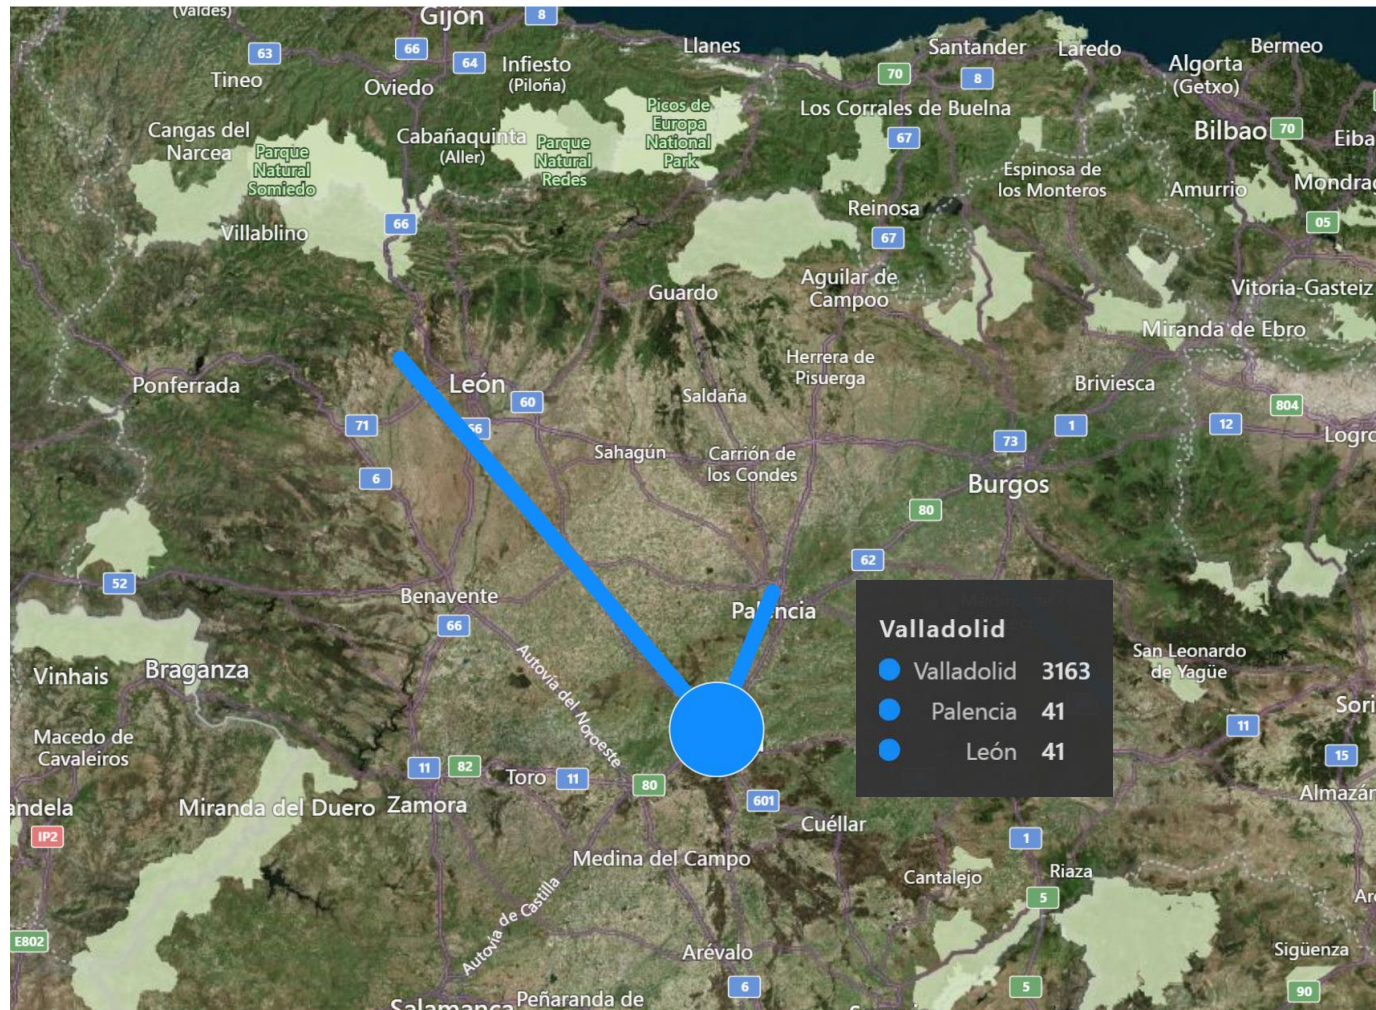 (Valdés)
Gijón
8
63
66
64
Llanes
Santander
Laredo
Bermeo
Tineo
Oviedo
Infiesto
(Piloña)
70
8
Algorta
(Getxo)
Los Corrales de Buelna
Cangas del
Narcea
Parque
Natural
Somiedo
Cabañaquinta
(Aller)
Parque
Natural
Redes
Picos de
Europa
National
Park
67
Bilbao
70
Espinosa de
los Monteros
Amurrio
Villablino
66
Reinosa
67
05
Guardo
Aguilar de
Campoo
Vitoria-Gasteiz
Miranda de Ebro
Ponferrada
León
60
Herrera de
Pisuerga
Saldaña
Briviesca
804
71
66
12
1
73
Sahagún
Carrión de
los Condes
6
Burgos
80
62
52
Benavente
66
Palencia
Valladolid
Valladolid 3163
Palencia 41
León 41
Vinhais
Braganza
Autovía del Noroeste
San Leonardo
de Yagüe
Macedo de
Cavaleiros
11
15
11
82
Toro
11
80
Miranda del Duero
Zamora
601
Cuéllar
IP2
1
Medina del Campo
Cantalejo
Riaza
5
Autovía de Castilla
E802
Arévalo
Sigüenza
6
5
90
Salamanca
Peñaranda de